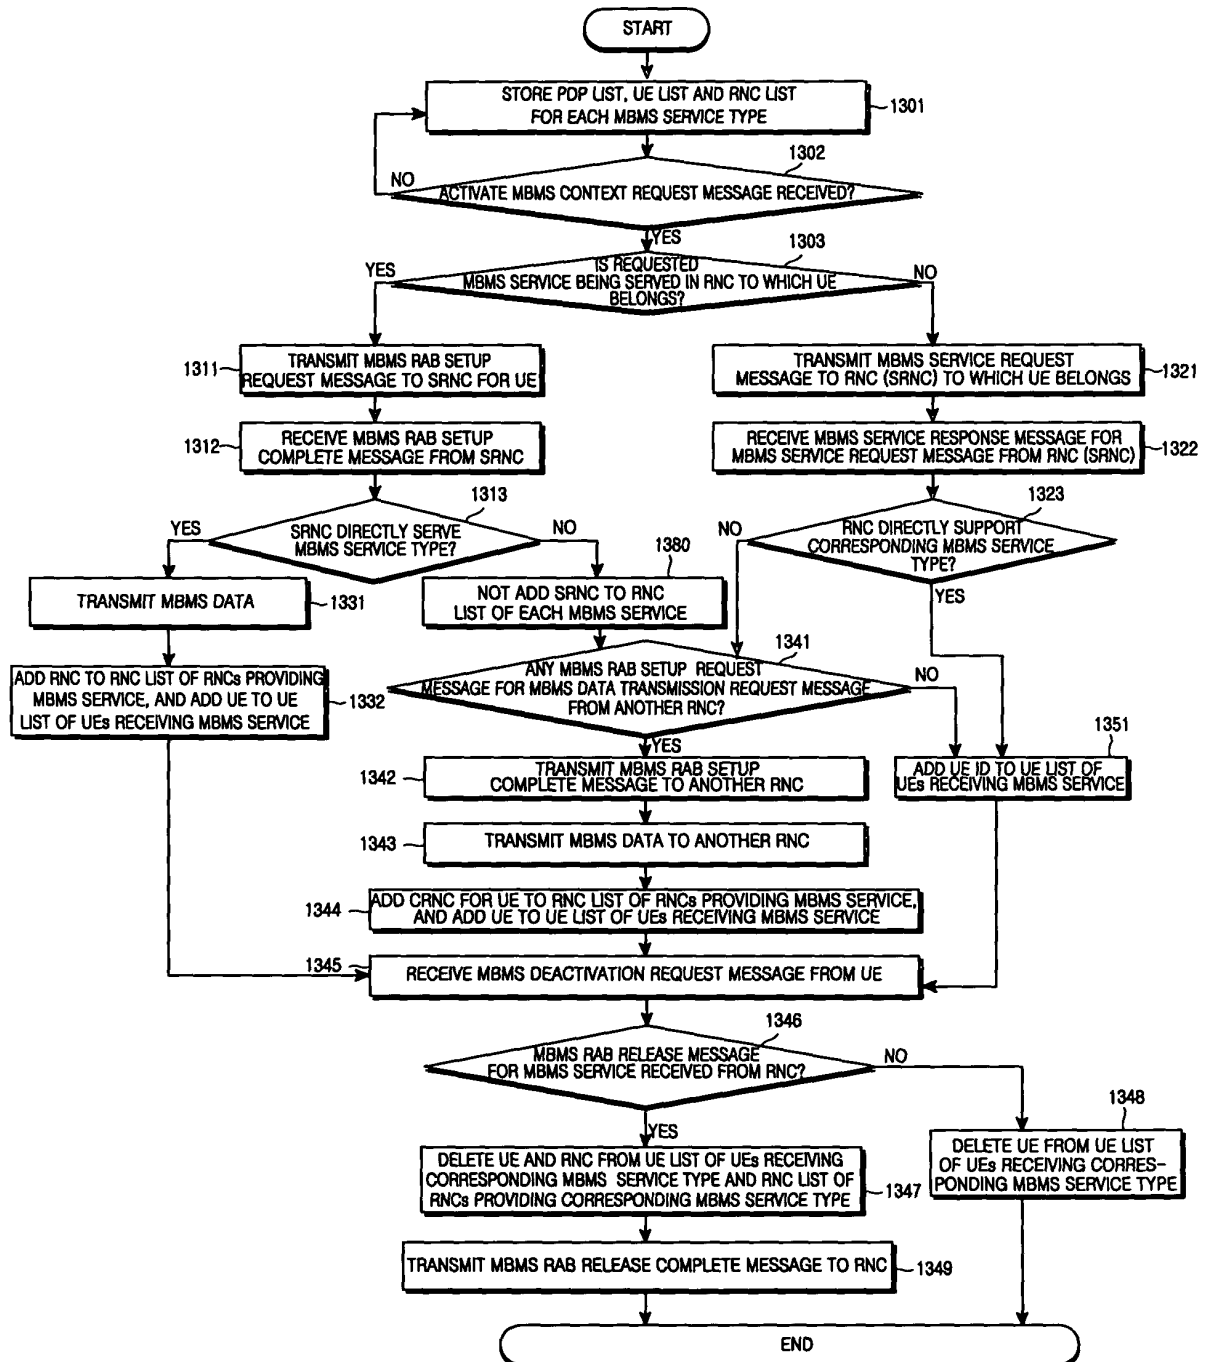 START
STORE PDP LIST, UE LIST AND RNC LIST
FOR EACH MBMS SERVICE TYPE
1301
1302
NO
ACTIVATE MBMS CONTEXT REQUEST MESSAGE RECEIVED?
YES
1303
YES
IS REQUESTED
MBMS SERVICE BEING SERVED IN RNC TO WHICH UE
BELONGS?
NO
1311
TRANSMIT MBMS RAB SETUP
REQUEST MESSAGE TO SRNC FOR UE
TRANSMIT MBMS SERVICE REQUEST
MESSAGE TO RNC (SRNC) TO WHICH UE BELONGS
1321
1312
RECEIVE MBMS RAB SETUP
COMPLETE MESSAGE FROM SRNC
RECEIVE MBMS SERVICE RESPONSE MESSAGE FOR
MBMS SERVICE REQUEST MESSAGE FROM RNC (SRNC)
1322
1313
YES
SRNC DIRECTLY SERVE
MBMS SERVICE TYPE?
NO
1323
NO
RNC DIRECTLY SUPPORT
CORRESPONDING MBMS SERVICE
TYPE?
YES
1380
TRANSMIT MBMS DATA
1331
NOT ADD SRNC TO RNC
LIST OF EACH MBMS SERVICE
1341
ADD RNC TO RNC LIST OF RNCs PROVIDING
MBMS SERVICE, AND ADD UE TO UE
LIST OF UEs RECEIVING MBMS SERVICE
1332
ANY MBMS RAB SETUP REQUEST
MESSAGE FOR MBMS DATA TRANSMISSION REQUEST MESSAGE
FROM ANOTHER RNC?
NO
YES
1351
1342
TRANSMIT MBMS RAB SETUP
COMPLETE MESSAGE TO ANOTHER RNC
ADD UE ID TO UE LIST OF
UEs RECEIVING MBMS SERVICE
1343
TRANSMIT MBMS DATA TO ANOTHER RNC
1344
ADD CRNC FOR UE TO RNC LIST OF RNCs PROVIDING MBMS SERVICE,
AND ADD UE TO UE LIST OF UEs RECEIVING MBMS SERVICE
1345
RECEIVE MBMS DEACTIVATION REQUEST MESSAGE FROM UE
1346
MBMS RAB RELEASE MESSAGE
FOR MBMS SERVICE RECEIVED FROM RNC?
NO
YES
1348
DELETE UE AND RNC FROM UE LIST OF UEs RECEIVING
CORRESPONDING MBMS SERVICE TYPE AND RNC LIST OF
RNCs PROVIDING CORRESPONDING MBMS SERVICE TYPE
1347
DELETE UE FROM UE LIST
OF UEs RECEIVING CORRES-
PONDING MBMS SERVICE TYPE
TRANSMIT MBMS RAB RELEASE COMPLETE MESSAGE TO RNC
1349
END